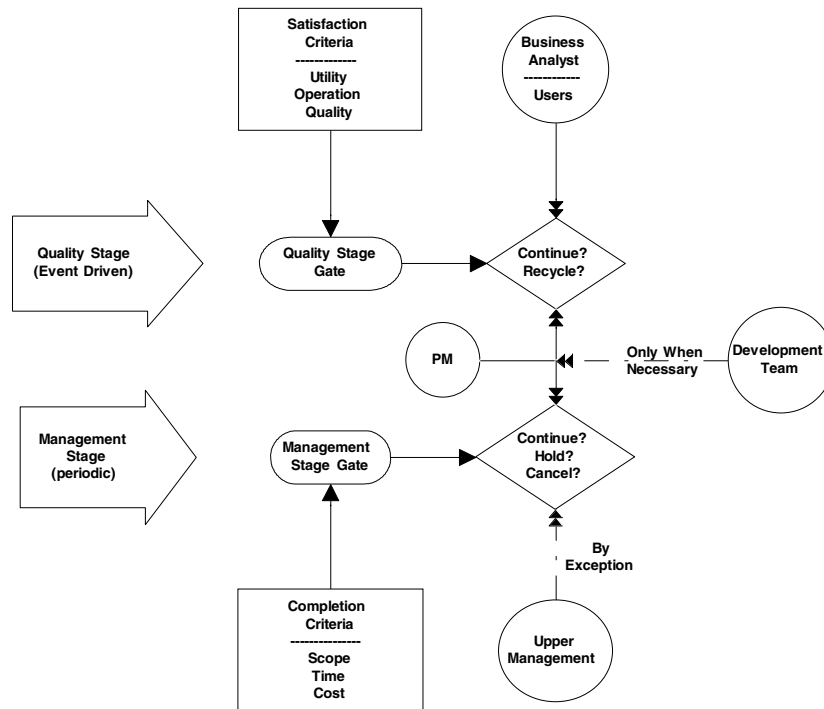 Satisfaction
Criteria
-------------
Utility
Operation
Quality
Business
Analyst
------------
Users
Quality Stage
(Event Driven)
Quality Stage
Gate
Continue?
Recycle?
PM
Only When
Necessary
Development
Team
Management
Stage
(periodic)
Management
Stage Gate
Continue?
Hold?
Cancel?
By
Exception
Completion
Criteria
---------------
Scope
Time
Cost
Upper
Management